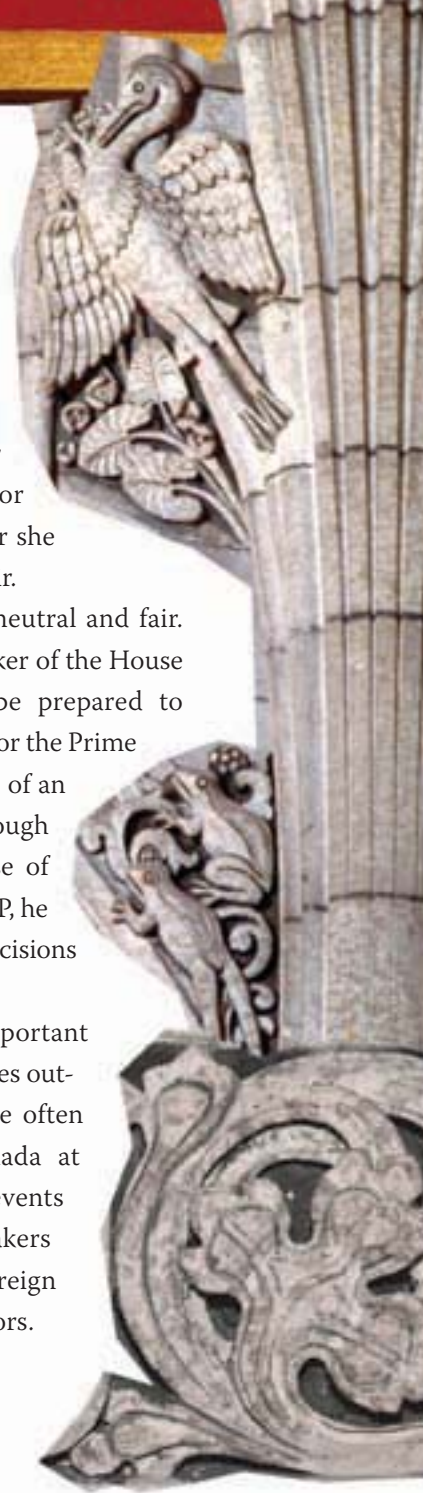 or
r she
r.
neutral and fair.
ker of the House
be prepared to
or the Prime
of an
ough
e of
P, he
cisions
portant
es out-
e often
ada at
events
akers
reign
ors.